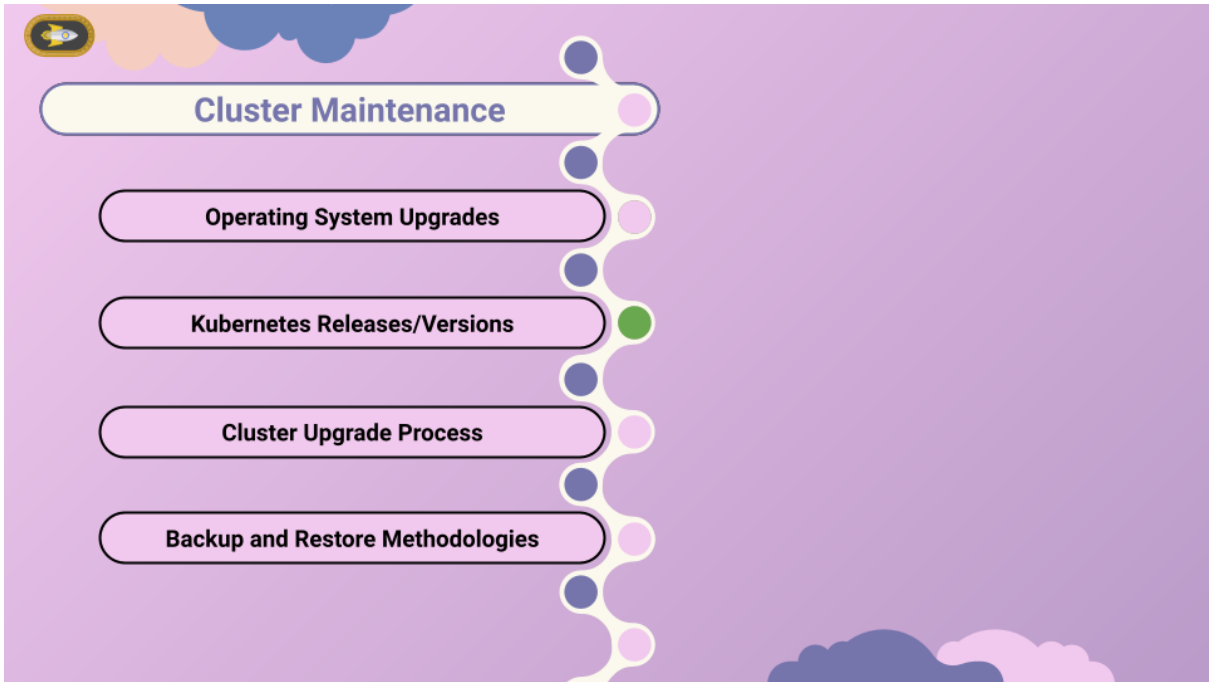 Cluster Maintenance
Operating System Upgrades
Kubernetes Releases/Versions
Cluster Upgrade Process
Backup and Restore Methodologies